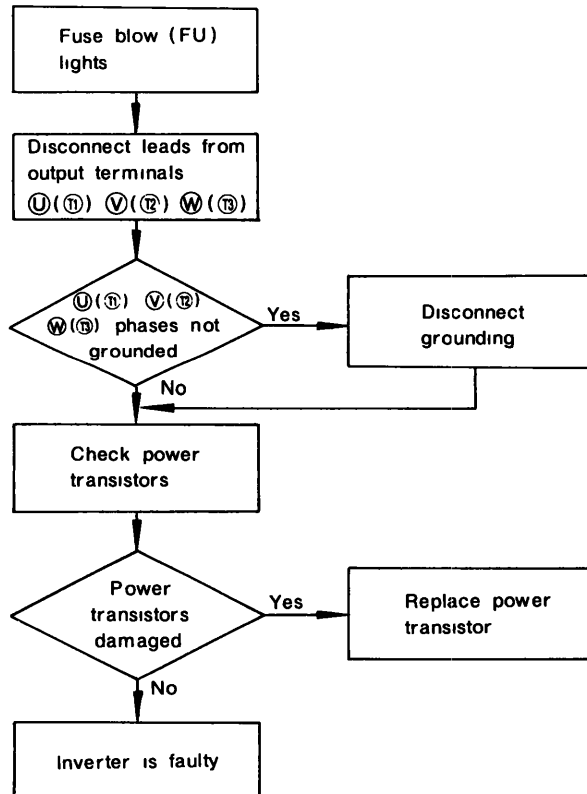 Fuse blow (FU)
lights
Disconnect leads from
output terminals
Ⓤ(T1) Ⓥ(T2) Ⓦ(T3)
Ⓤ(T1) Ⓥ(T2)
Ⓦ(T3) phases not
grounded
Yes
Disconnect
grounding
No
Check power
transistors
Power
transistors
damaged
Yes
Replace power
transistor
No
Inverter is faulty